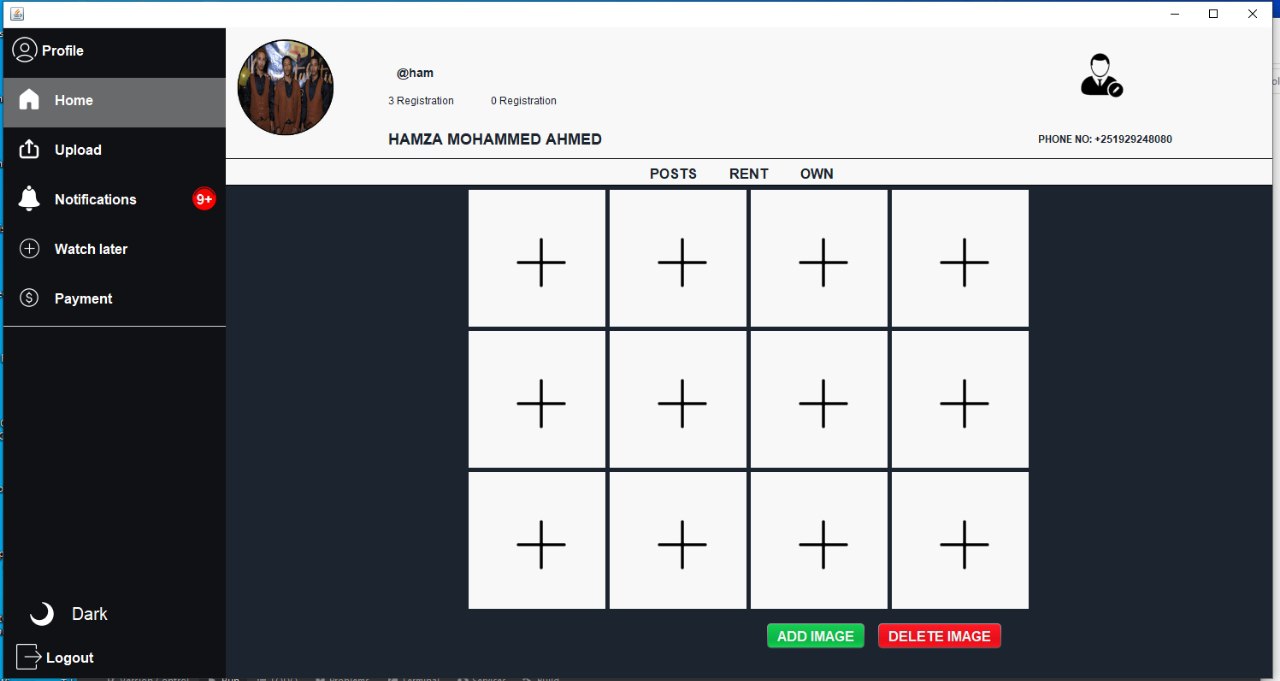 Profile
Home
Upload
Notifications 9+
Watch later
Payment
Dark
Logout
@ham
3 Registration 0 Registration
HAMZA MOHAMMED AHMED
PHONE NO: +251929248080
POSTS RENT OWN
ADD IMAGE DELETE IMAGE